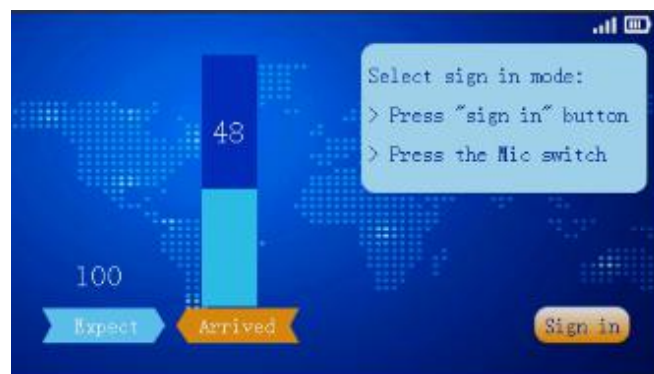 Select sign in mode:
> Press "sign in" button
> Press the Mic switch
48
100
Expect
Arrived
Sign in